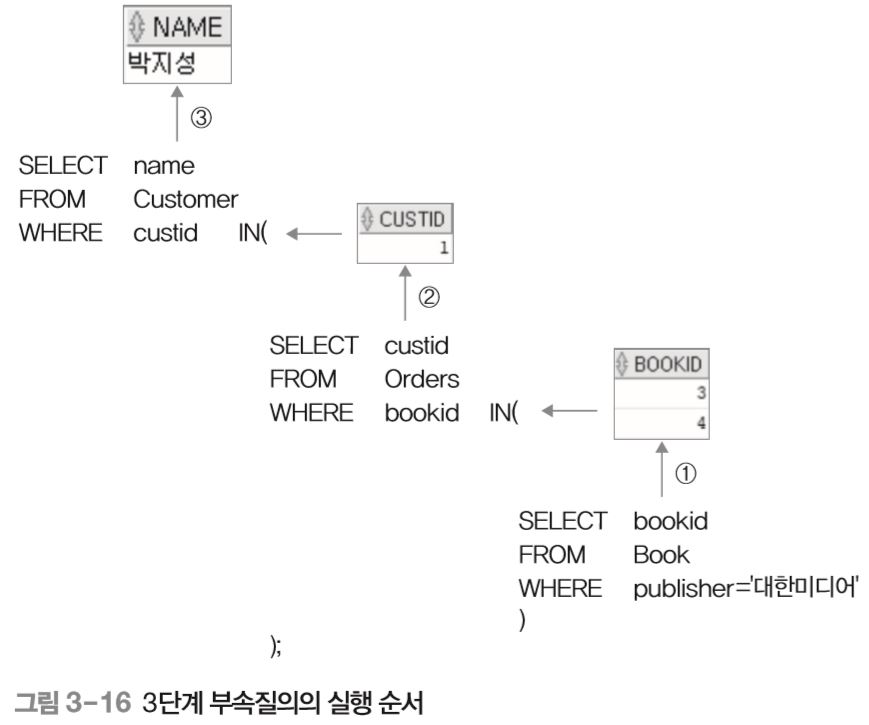 NAME
박지성
③
SELECT name
FROM Customer
WHERE custid IN(
CUSTID
1
②
SELECT custid
FROM Orders
WHERE bookid IN(
BOOKID
3
4
①
SELECT bookid
FROM Book
WHERE publisher='대한미디어'
)
);
그림 3-16 3단계 부속질의의 실행 순서